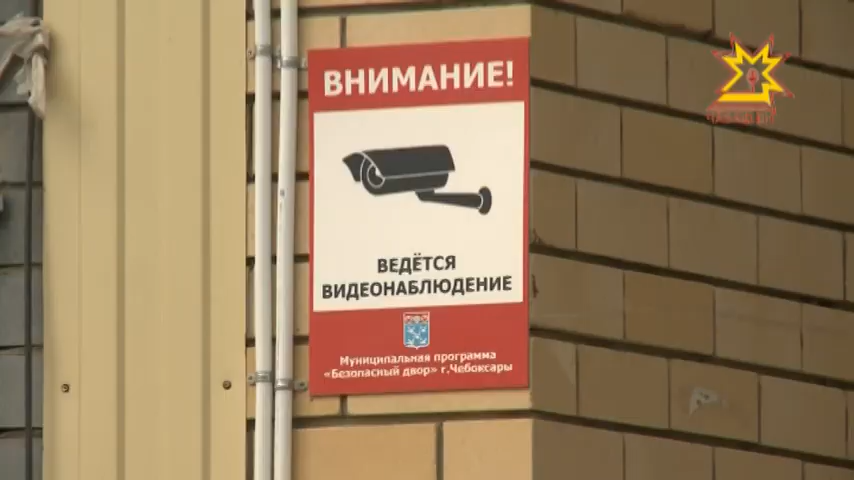 ВНИМАНИЕ!
ВЕДЁТСЯ
ВИДЕОНАБЛЮДЕНИЕ
Муниципальная программа
«Безопасный двор» г.Чебоксары